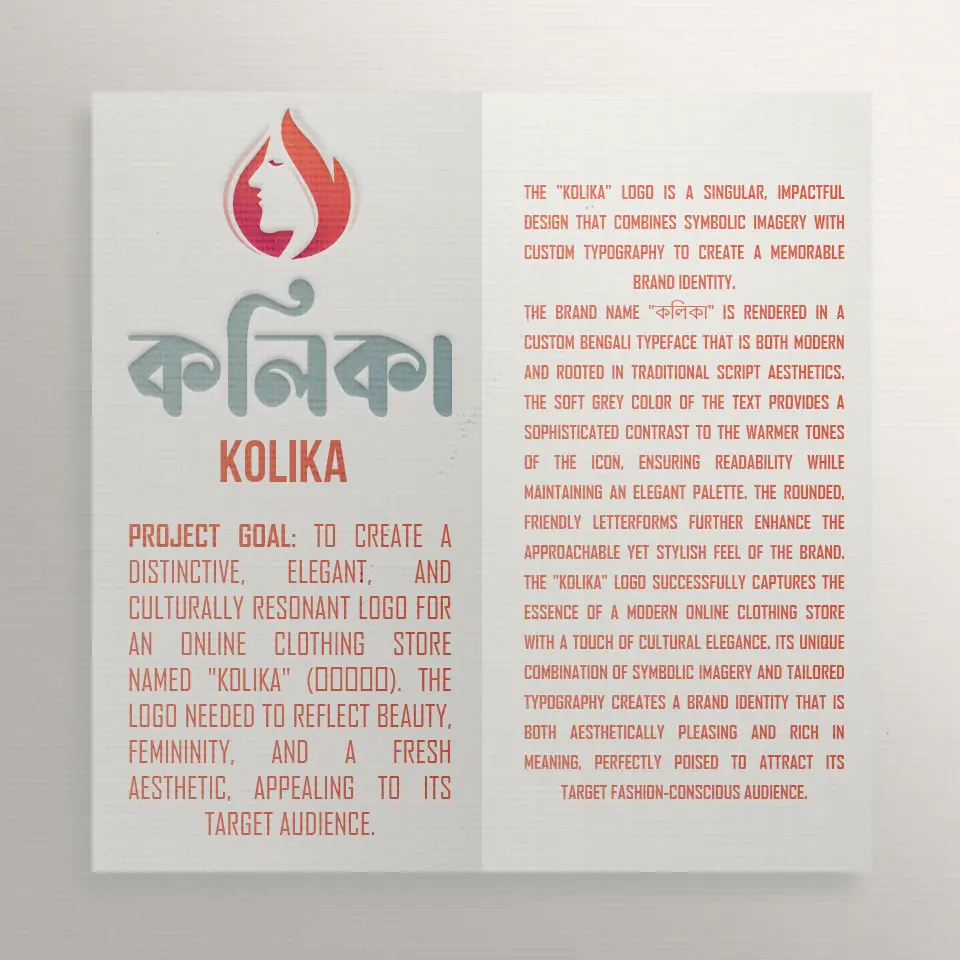 কলিকা
KOLIKA
PROJECT GOAL: TO CREATE A
DISTINCTIVE, ELEGANT, AND
CULTURALLY RESONANT LOGO FOR
AN ONLINE CLOTHING STORE
NAMED "KOLIKA" (□□□□□). THE
LOGO NEEDED TO REFLECT BEAUTY,
FEMININITY, AND A FRESH
AESTHETIC, APPEALING TO ITS
TARGET AUDIENCE.
THE "KOLIKA" LOGO IS A SINGULAR, IMPACTFUL
DESIGN THAT COMBINES SYMBOLIC IMAGERY WITH
CUSTOM TYPOGRAPHY TO CREATE A MEMORABLE
BRAND IDENTITY.
THE BRAND NAME "কলিকা" IS RENDERED IN A
CUSTOM BENGALI TYPEFACE THAT IS BOTH MODERN
AND ROOTED IN TRADITIONAL SCRIPT AESTHETICS.
THE SOFT GREY COLOR OF THE TEXT PROVIDES A
SOPHISTICATED CONTRAST TO THE WARMER TONES
OF THE ICON, ENSURING READABILITY WHILE
MAINTAINING AN ELEGANT PALETTE. THE ROUNDED,
FRIENDLY LETTERFORMS FURTHER ENHANCE THE
APPROACHABLE YET STYLISH FEEL OF THE BRAND.
THE "KOLIKA" LOGO SUCCESSFULLY CAPTURES THE
ESSENCE OF A MODERN ONLINE CLOTHING STORE
WITH A TOUCH OF CULTURAL ELEGANCE. ITS UNIQUE
COMBINATION OF SYMBOLIC IMAGERY AND TAILORED
TYPOGRAPHY CREATES A BRAND IDENTITY THAT IS
BOTH AESTHETICALLY PLEASING AND RICH IN
MEANING, PERFECTLY POISED TO ATTRACT ITS
TARGET FASHION-CONSCIOUS AUDIENCE.